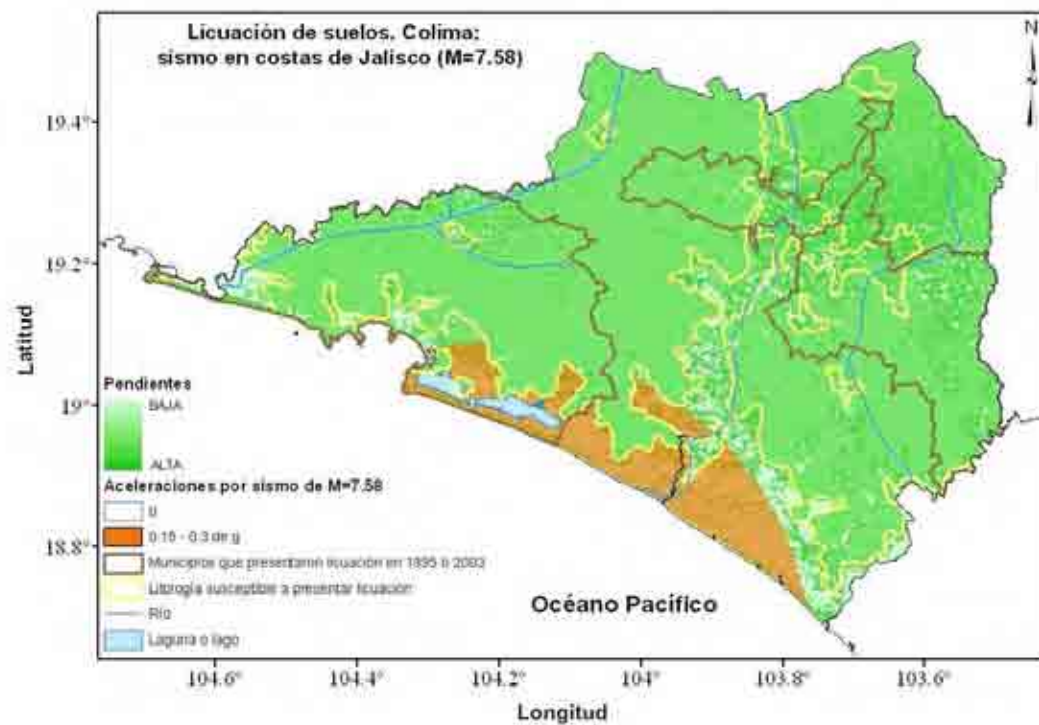 Licuación de suelos. Colima:
sismo en costas de Jalisco (M=7.58)
N
19.4°
19.2°
19°
18.8°
Latitud
Pendientes
BAJA
ALTA
Aceleraciones por sismo de M=7.58
0
0.15 - 0.3 de g
Municipios que presentaron licuación en 1995 ó 2003
Litología susceptible a presentar licuación
Río
Laguna o lago
Océano Pacífico
104.6°
104.4°
104.2°
104°
103.8°
103.6°
Longitud